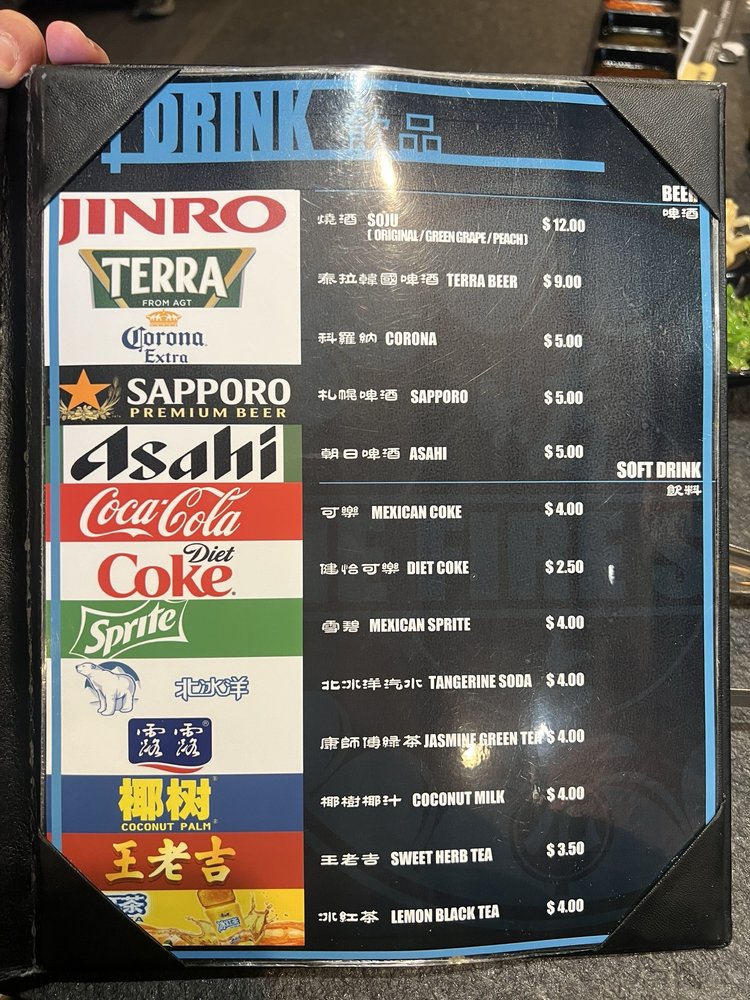 DRINK 飲品
BEER
啤酒
JINRO
燒酒 SOJU $12.00
(ORIGINAL/GREEN GRAPE/PEACH)
TERRA
FROM AGT
泰拉韓國啤酒 TERRA BEER $9.00
Corona
Extra
科羅納 CORONA $5.00
SAPPORO
PREMIUM BEER
札幌啤酒 SAPPORO $5.00
Asahi
朝日啤酒 ASAHI $5.00
SOFT DRINK
飲料
Coca-Cola
可樂 MEXICAN COKE $4.00
Diet
Coke
健怡可樂 DIET COKE $2.50
Sprite
雪碧 MEXICAN SPRITE $4.00
北冰洋
北冰洋汽水 TANGERINE SODA $4.00
露露
康師傅綠茶 JASMINE GREEN TEA $4.00
椰树
COCONUT PALM
椰樹椰汁 COCONUT MILK $4.00
王老吉
王老吉 SWEET HERB TEA $3.50
冰紅茶 LEMON BLACK TEA $4.00